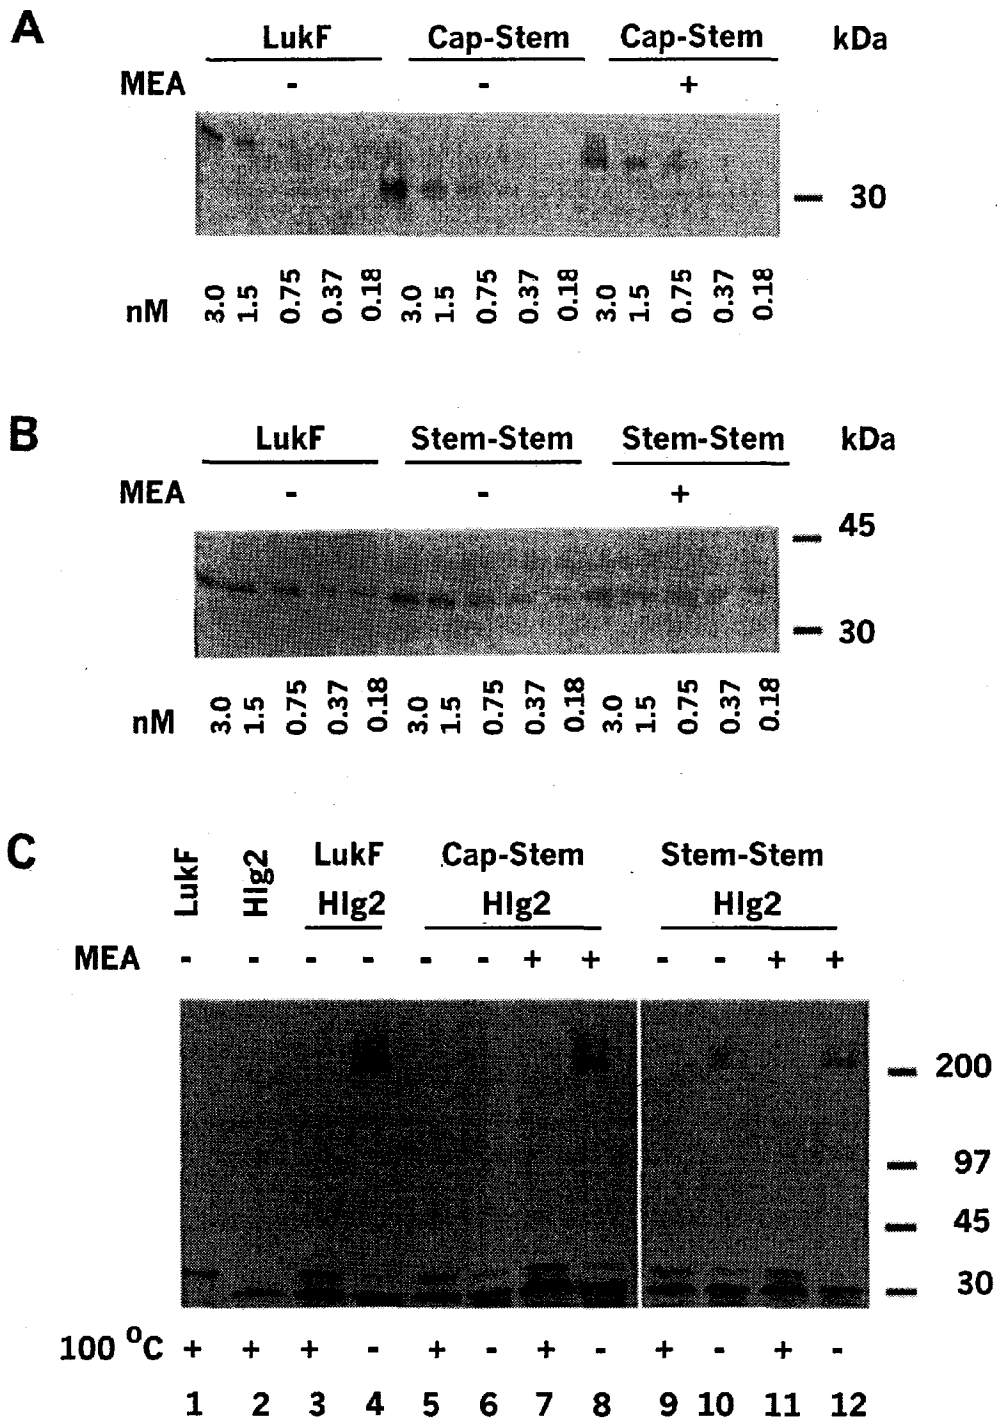 A
LukF Cap-Stem Cap-Stem kDa
MEA - - +
30
nM 3.0 1.5 0.75 0.37 0.18 3.0 1.5 0.75 0.37 0.18 3.0 1.5 0.75 0.37 0.18
B
LukF Stem-Stem Stem-Stem kDa
MEA - - +
45
30
nM 3.0 1.5 0.75 0.37 0.18 3.0 1.5 0.75 0.37 0.18 3.0 1.5 0.75 0.37 0.18
C
LukF Hlg2 LukF Cap-Stem Stem-Stem
Hlg2 Hlg2 Hlg2
MEA - - - - - - + + - - + +
200
97
45
30
100 °C + + + - + - + - + - + -
1 2 3 4 5 6 7 8 9 10 11 12